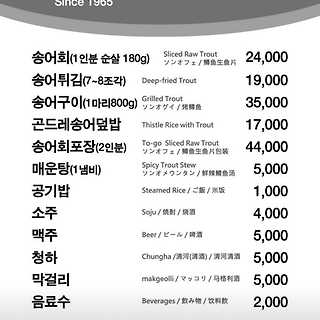 Since 1965
송어회(1인분 순살 180g) Sliced Raw Trout 24,000
ソンオフェ / 鳟鱼生鱼片
송어튀김(7~8조각) Deep-fried Trout 19,000
송어구이(1마리800g) Grilled Trout 35,000
ソンオグイ / 烤鳟鱼
곤드레송어덮밥 Thistle Rice with Trout 17,000
송어회포장(2인분) To-go Sliced Raw Trout 44,000
ソンオフェ / 鳟鱼生鱼片包装
매운탕(1냄비) Spicy Trout Stew 5,000
ソンオメウンタン / 鲜辣鳟鱼汤
공기밥 Steamed Rice / ご飯 / 米饭 1,000
소주 Soju / 焼酎 / 烧酒 4,000
맥주 Beer / ビール / 啤酒 5,000
청하 Chungha /清河(清酒) / 清河清酒 5,000
막걸리 makgeolli / マッコリ / 马格利酒 5,000
음료수 Beverages / 飲み物 / 饮料飲 2,000